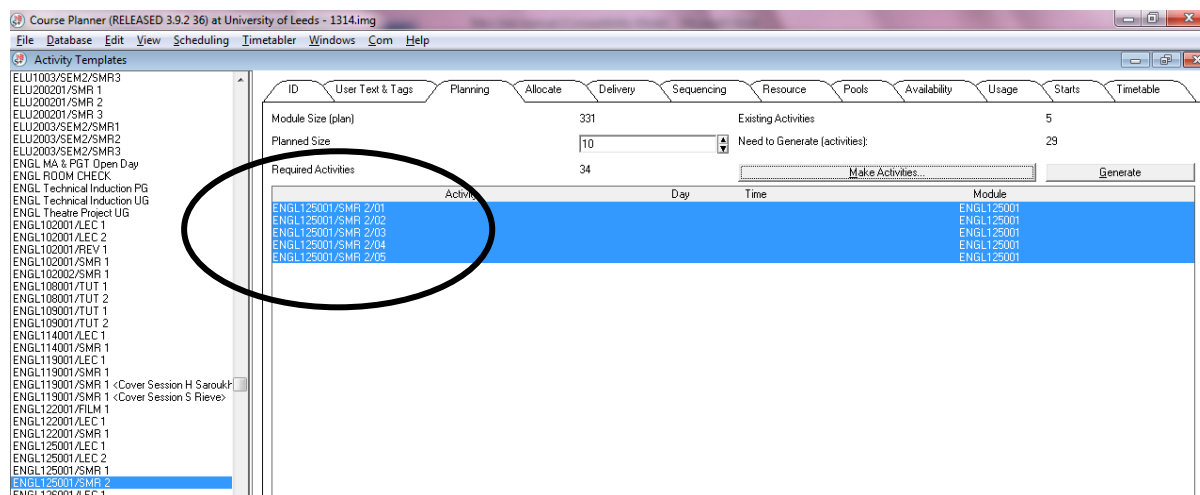 Course Planner (RELEASED 3.9.2 36) at University of Leeds - 1314.img
File Database Edit View Scheduling Timetabler Windows Com Help
Activity Templates
ELU1003/SEM2/SMR3
ELU200201/SMR 1
ELU200201/SMR 2
ELU200201/SMR 3
ELU2003/SEM2/SMR1
ELU2003/SEM2/SMR2
ELU2003/SEM2/SMR3
ENGL MA & PGT Open Day
ENGL ROOM CHECK
ENGL Technical Induction PG
ENGL Technical Induction UG
ENGL Theatre Project UG
ENGL102001/LEC 1
ENGL102001/LEC 2
ENGL102001/REV 1
ENGL102001/SMR 1
ENGL102002/SMR 1
ENGL108001/TUT 1
ENGL108001/TUT 2
ENGL109001/TUT 1
ENGL109001/TUT 2
ENGL114001/LEC 1
ENGL114001/SMR 1
ENGL119001/LEC 1
ENGL119001/SMR 1
ENGL119001/SMR 1 <Cover Session H Saroukh
ENGL119001/SMR 1 <Cover Session S Rieve>
ENGL122001/FILM 1
ENGL122001/LEC 1
ENGL122001/SMR 1
ENGL125001/LEC 1
ENGL125001/LEC 2
ENGL125001/SMR 1
ENGL125001/SMR 2
ENGL126001/LEC 1
ID User Text & Tags Planning Allocate Delivery Sequencing Resource Pools Availability Usage Starts Timetable
Module Size (plan) 331 Existing Activities 5
Planned Size 10 Need to Generate (activities): 29
Required Activities 34 Make Activities... Generate
Activity Day Time Module
ENGL125001/SMR 2/01 ENGL125001
ENGL125001/SMR 2/02 ENGL125001
ENGL125001/SMR 2/03 ENGL125001
ENGL125001/SMR 2/04 ENGL125001
ENGL125001/SMR 2/05 ENGL125001